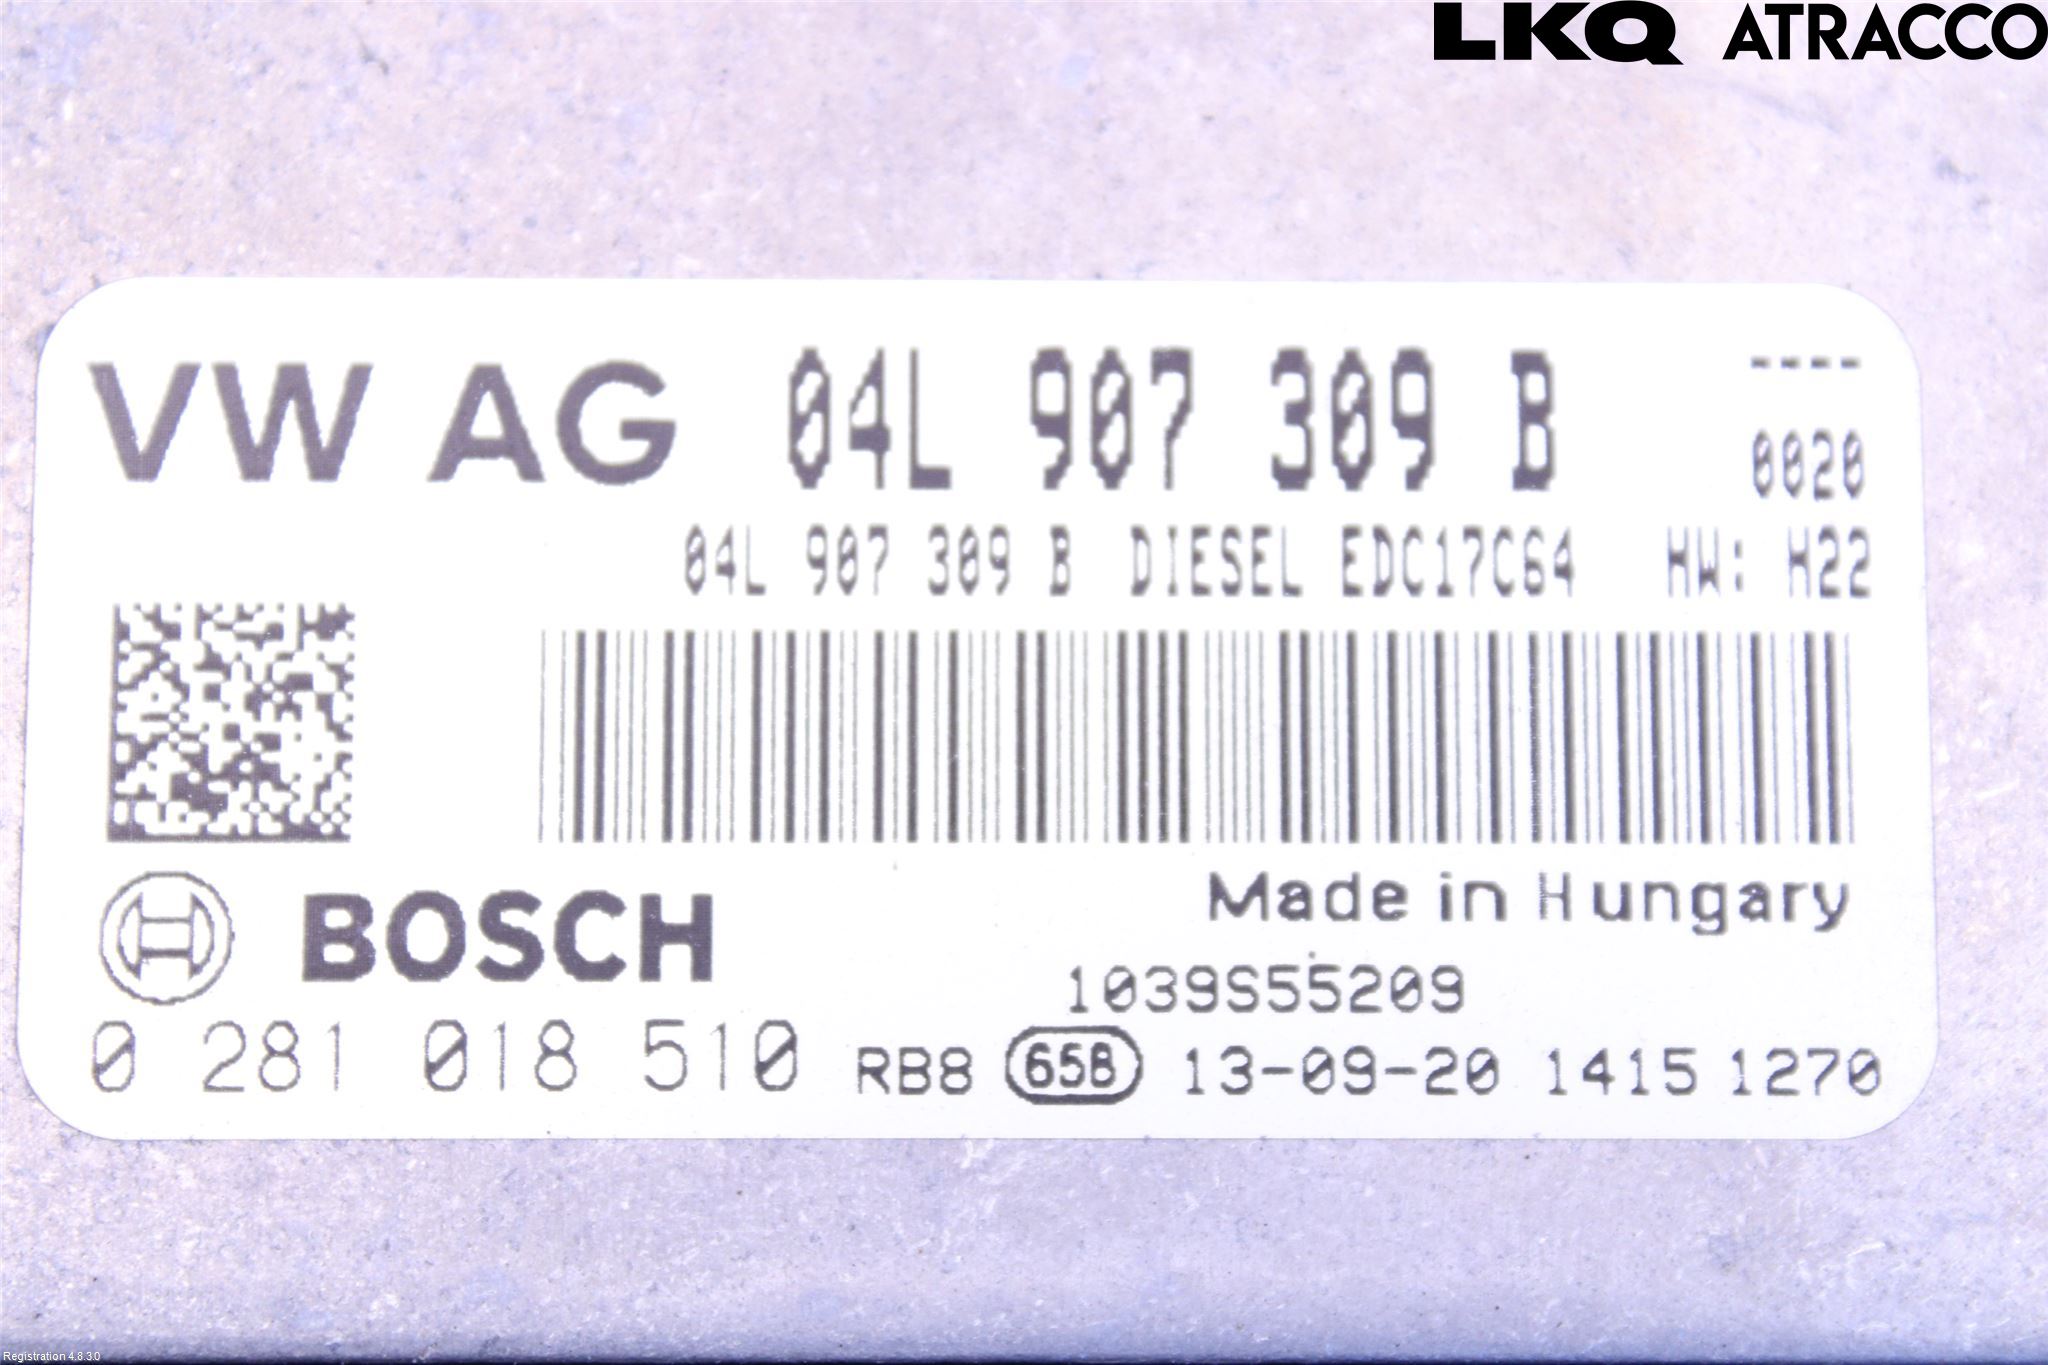 LKQ ATRACCO
VW AG 04L 907 309 B ----
0020
04L 907 309 B DIESEL EDC17C64 HW: H22
BOSCH
Made in Hungary
1039S55209
0 281 018 510 RB8 65B 13-09-20 1415 1270
Registration 4.8.3.0